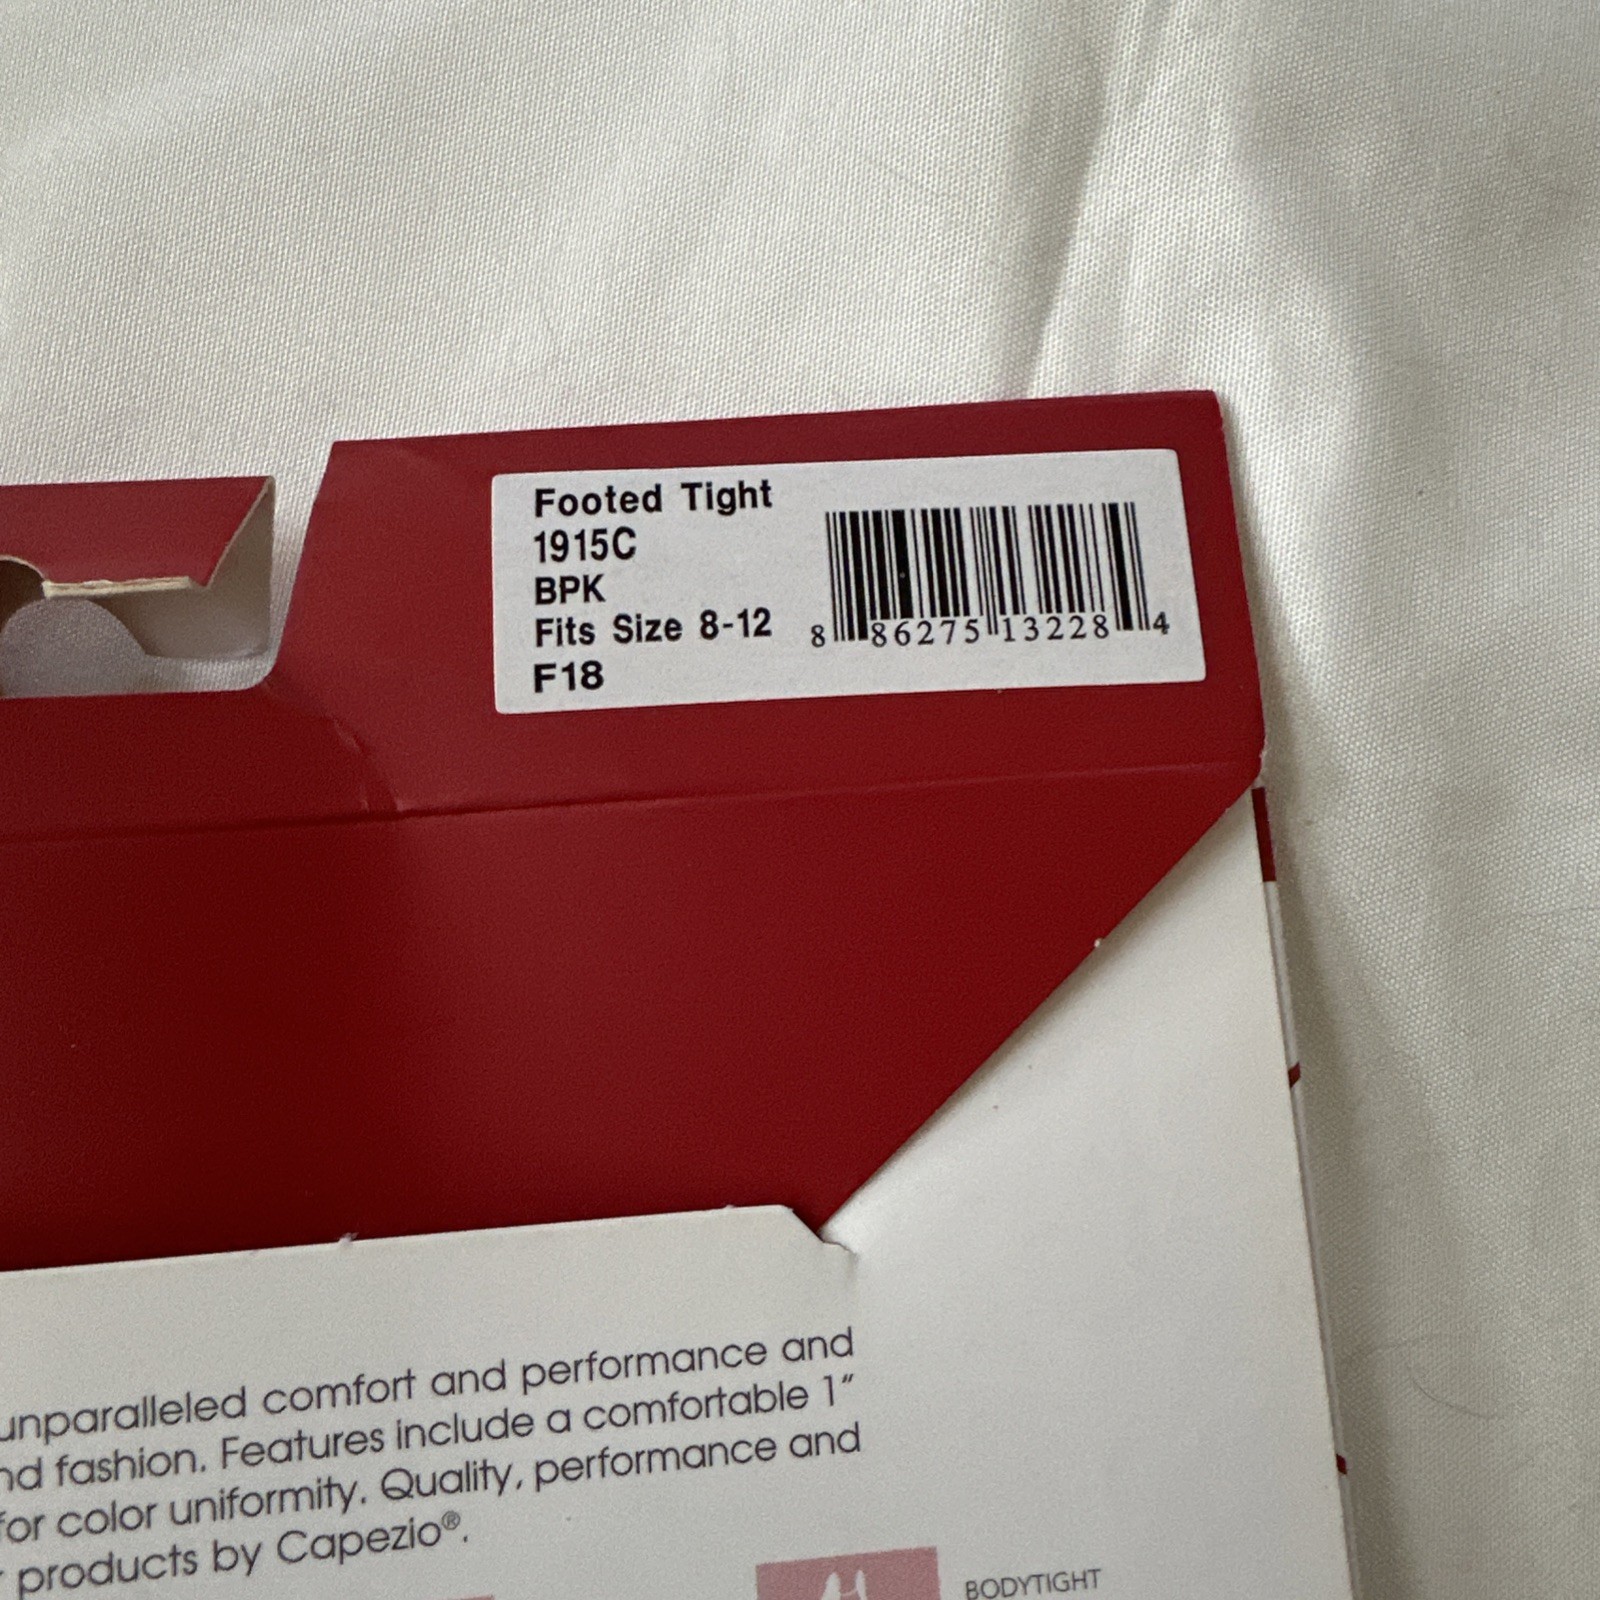 Footed Tight
1915C
BPK
Fits Size 8-12
F18
8 86275 13228 4
unparalleled comfort and performance and
nd fashion. Features include a comfortable 1"
for color uniformity. Quality, performance and
products by Capezio®.
BODYTIGHT